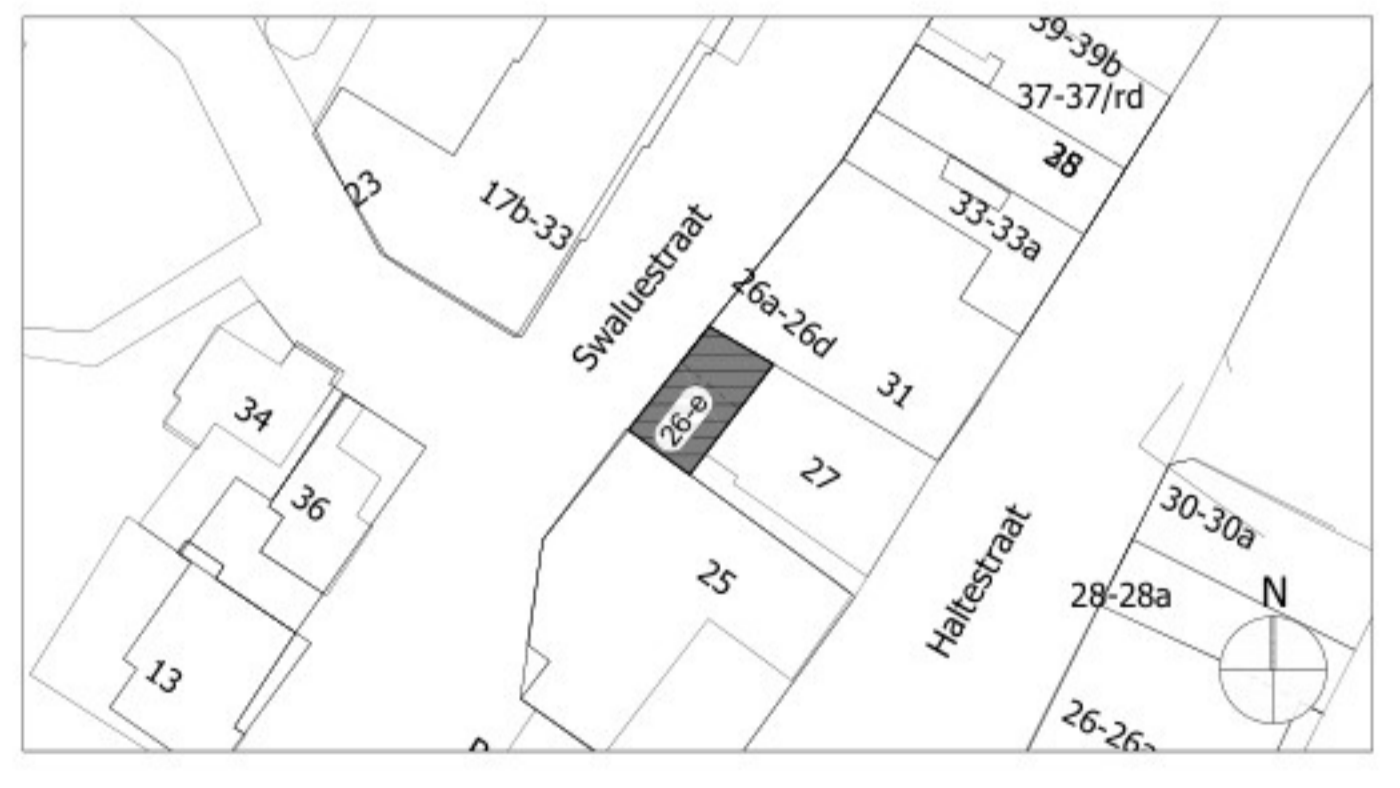 39-39b
37-37/rd
23
17b-33
33-33a
Swaluestraat
26a-26d
31
34
26-e
27
36
30-30a
25
Haltestraat
28-28a
N
13